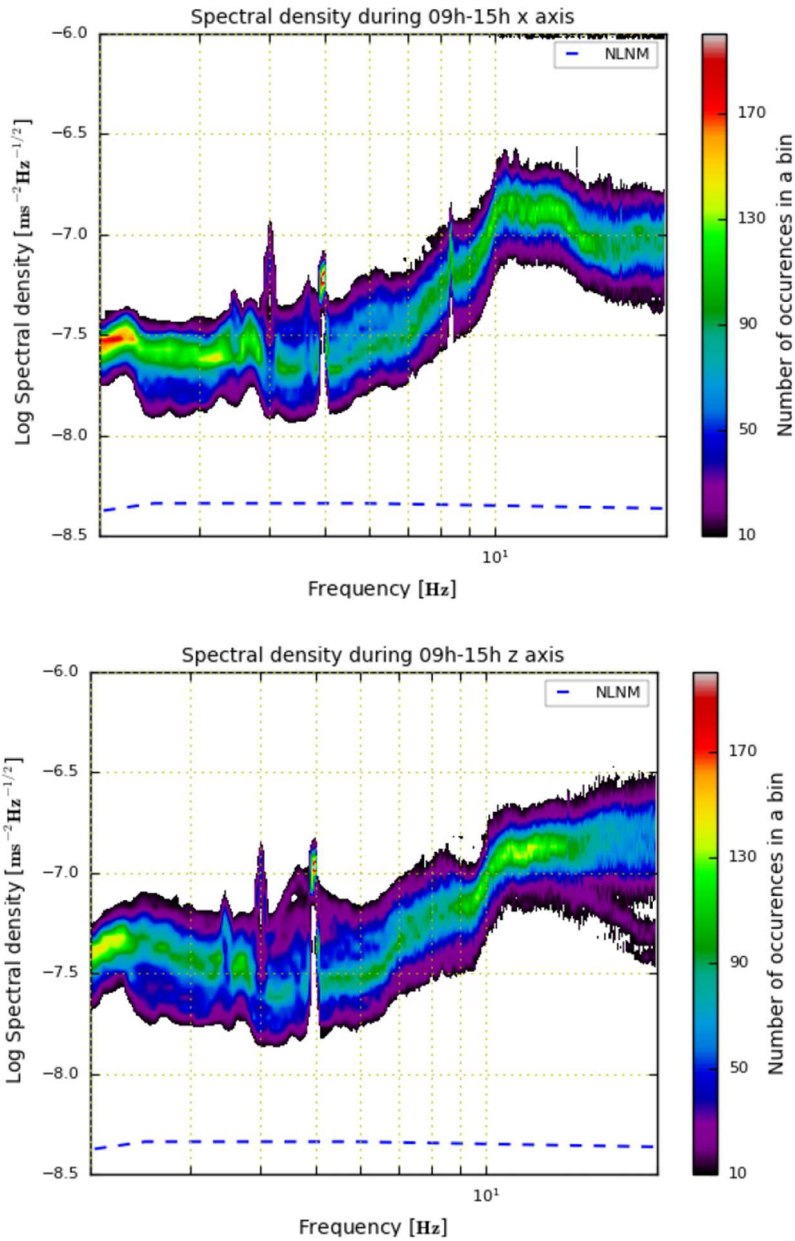 Spectral density during 09h-15h x axis
NLNM
Log Spectral density [ms⁻²Hz⁻¹/²]
−6.0
−6.5
−7.0
−7.5
−8.0
−8.5
10¹
Frequency [Hz]
170
130
90
50
10
Number of occurences in a bin
Spectral density during 09h-15h z axis
NLNM
Log Spectral density [ms⁻²Hz⁻¹/²]
−6.0
−6.5
−7.0
−7.5
−8.0
−8.5
10¹
Frequency [Hz]
170
130
90
50
10
Number of occurences in a bin